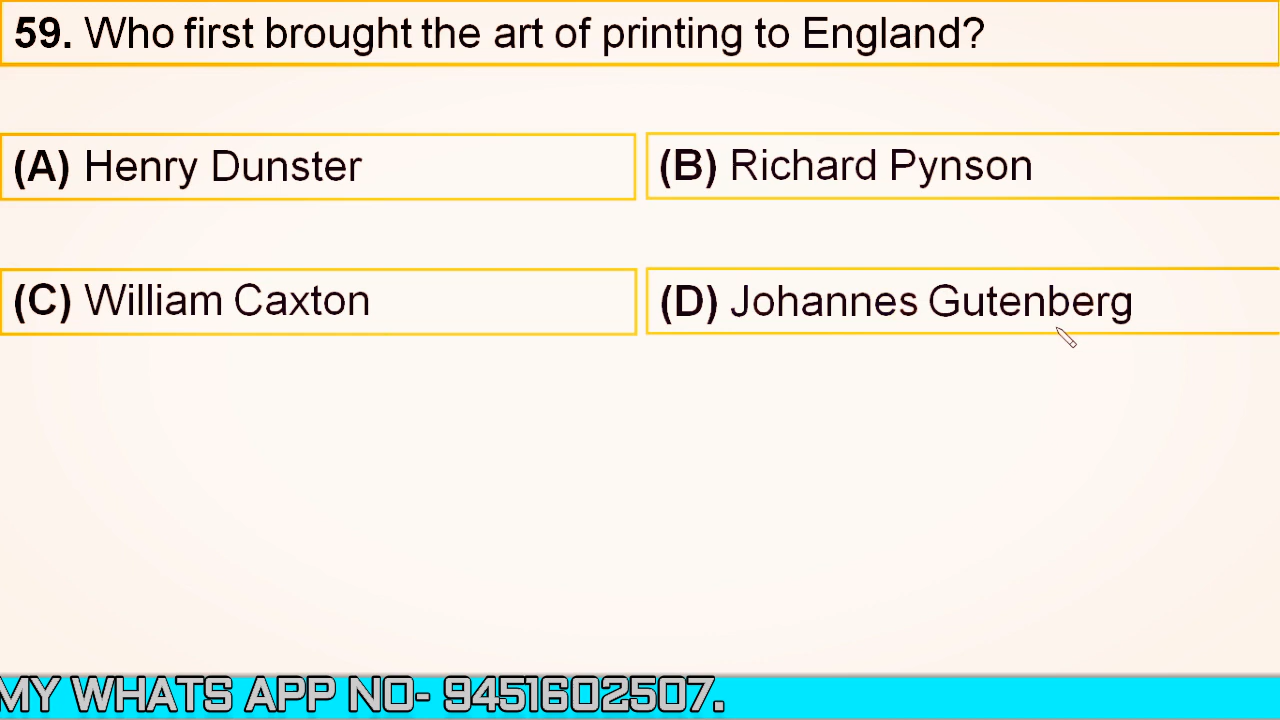 59. Who first brought the art of printing to England?
(A) Henry Dunster
(B) Richard Pynson
(C) William Caxton
(D) Johannes Gutenberg
MY WHATS APP NO- 9451602507.